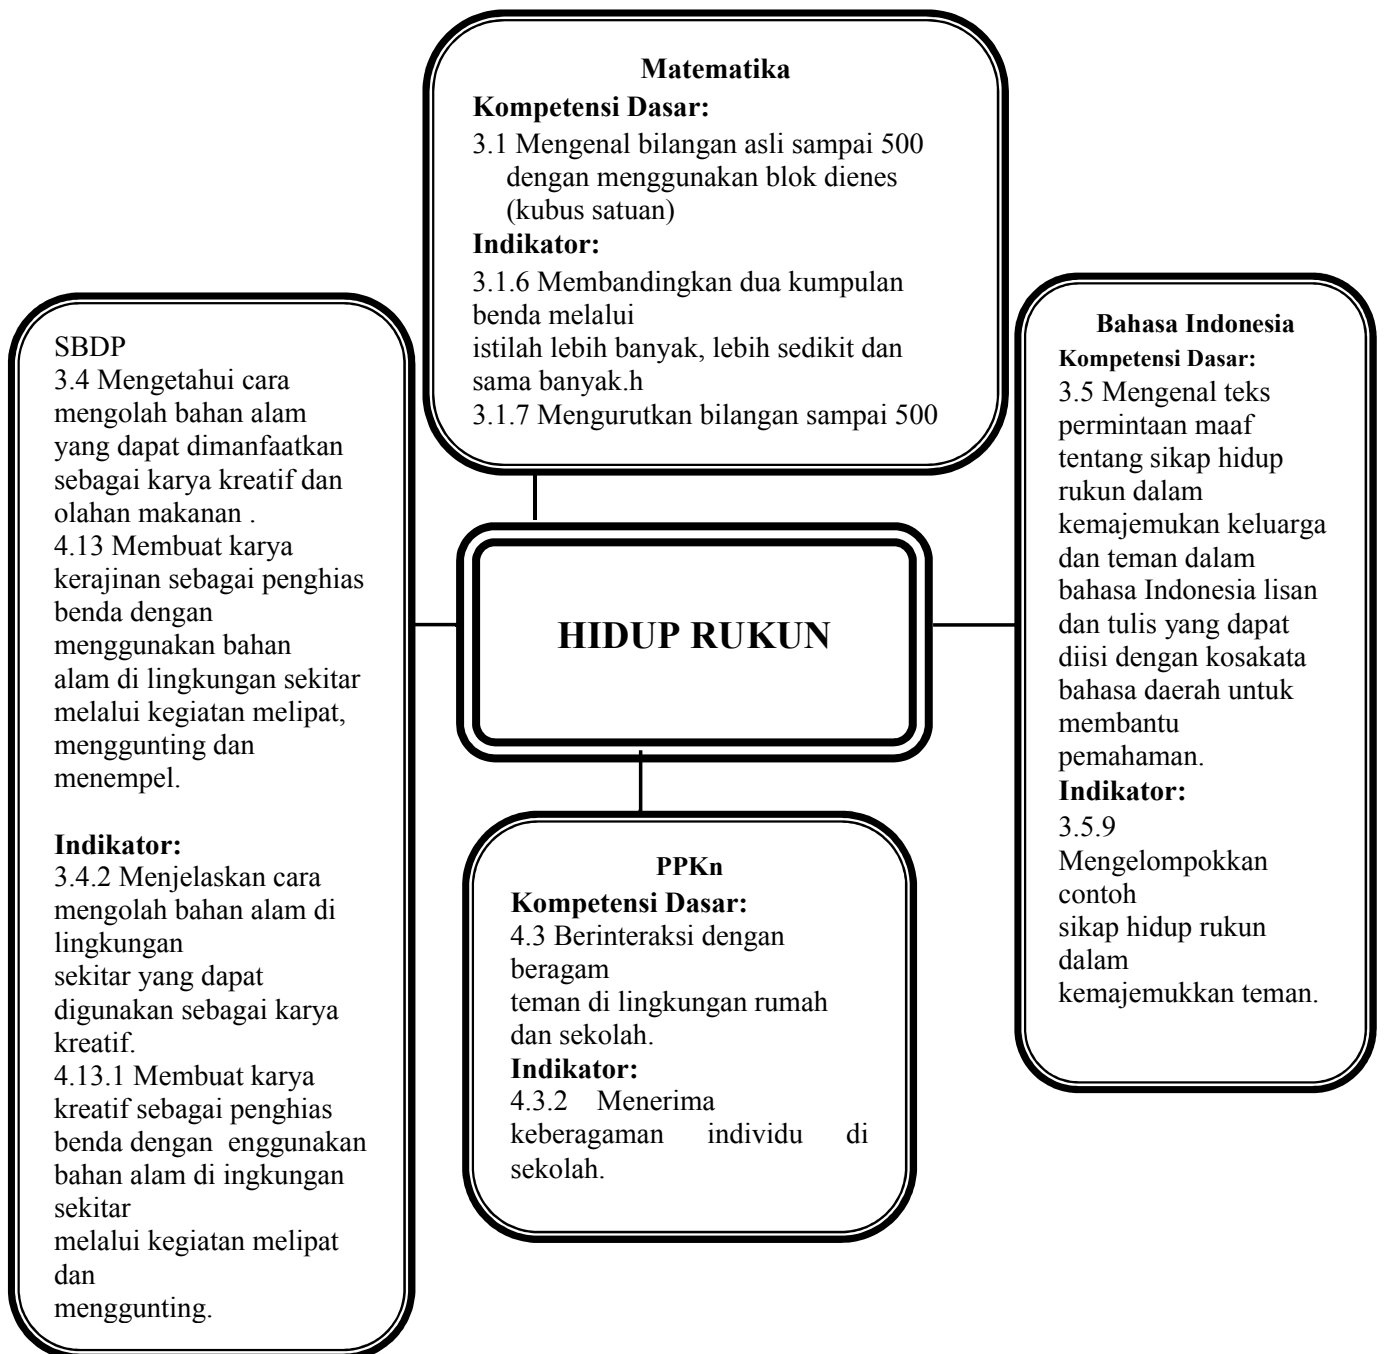 Matematika
Kompetensi Dasar:
3.1 Mengenal bilangan asli sampai 500
dengan menggunakan blok dienes
(kubus satuan)
Indikator:
3.1.6 Membandingkan dua kumpulan
benda melalui
istilah lebih banyak, lebih sedikit dan
sama banyak.h
3.1.7 Mengurutkan bilangan sampai 500
SBDP
3.4 Mengetahui cara
mengolah bahan alam
yang dapat dimanfaatkan
sebagai karya kreatif dan
olahan makanan .
4.13 Membuat karya
kerajinan sebagai penghias
benda dengan
menggunakan bahan
alam di lingkungan sekitar
melalui kegiatan melipat,
menggunting dan
menempel.
Indikator:
3.4.2 Menjelaskan cara
mengolah bahan alam di
lingkungan
sekitar yang dapat
digunakan sebagai karya
kreatif.
4.13.1 Membuat karya
kreatif sebagai penghias
benda dengan  enggunakan
bahan alam di ingkungan
sekitar
melalui kegiatan melipat
dan
menggunting.
HIDUP RUKUN
Bahasa Indonesia
Kompetensi Dasar:
3.5 Mengenal teks
permintaan maaf
tentang sikap hidup
rukun dalam
kemajemukan keluarga
dan teman dalam
bahasa Indonesia lisan
dan tulis yang dapat
diisi dengan kosakata
bahasa daerah untuk
membantu
pemahaman.
Indikator:
3.5.9
Mengelompokkan
contoh
sikap hidup rukun
dalam
kemajemukkan teman.
PPKn
Kompetensi Dasar:
4.3 Berinteraksi dengan
beragam
teman di lingkungan rumah
dan sekolah.
Indikator:
4.3.2 Menerima
keberagaman individu di
sekolah.